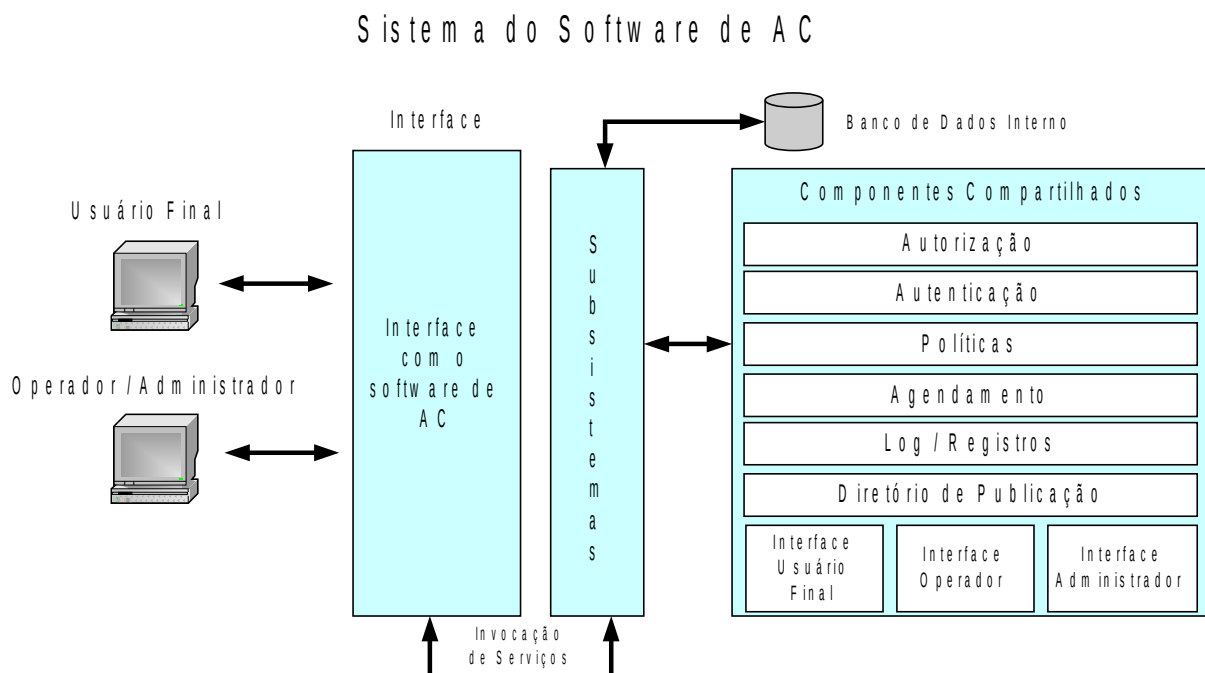 Sistema do Software de AC
Interface
Banco de Dados Interno
Usuário Final
Operador / Administrador
Interface
com o
software de
AC
Subsistemas
Componentes Compartilhados
Autorização
Autenticação
Políticas
Agendamento
Log / Registros
Diretório de Publicação
Interface
Usuário
Final
Interface
Operador
Interface
Administrador
Invocação
de Serviços